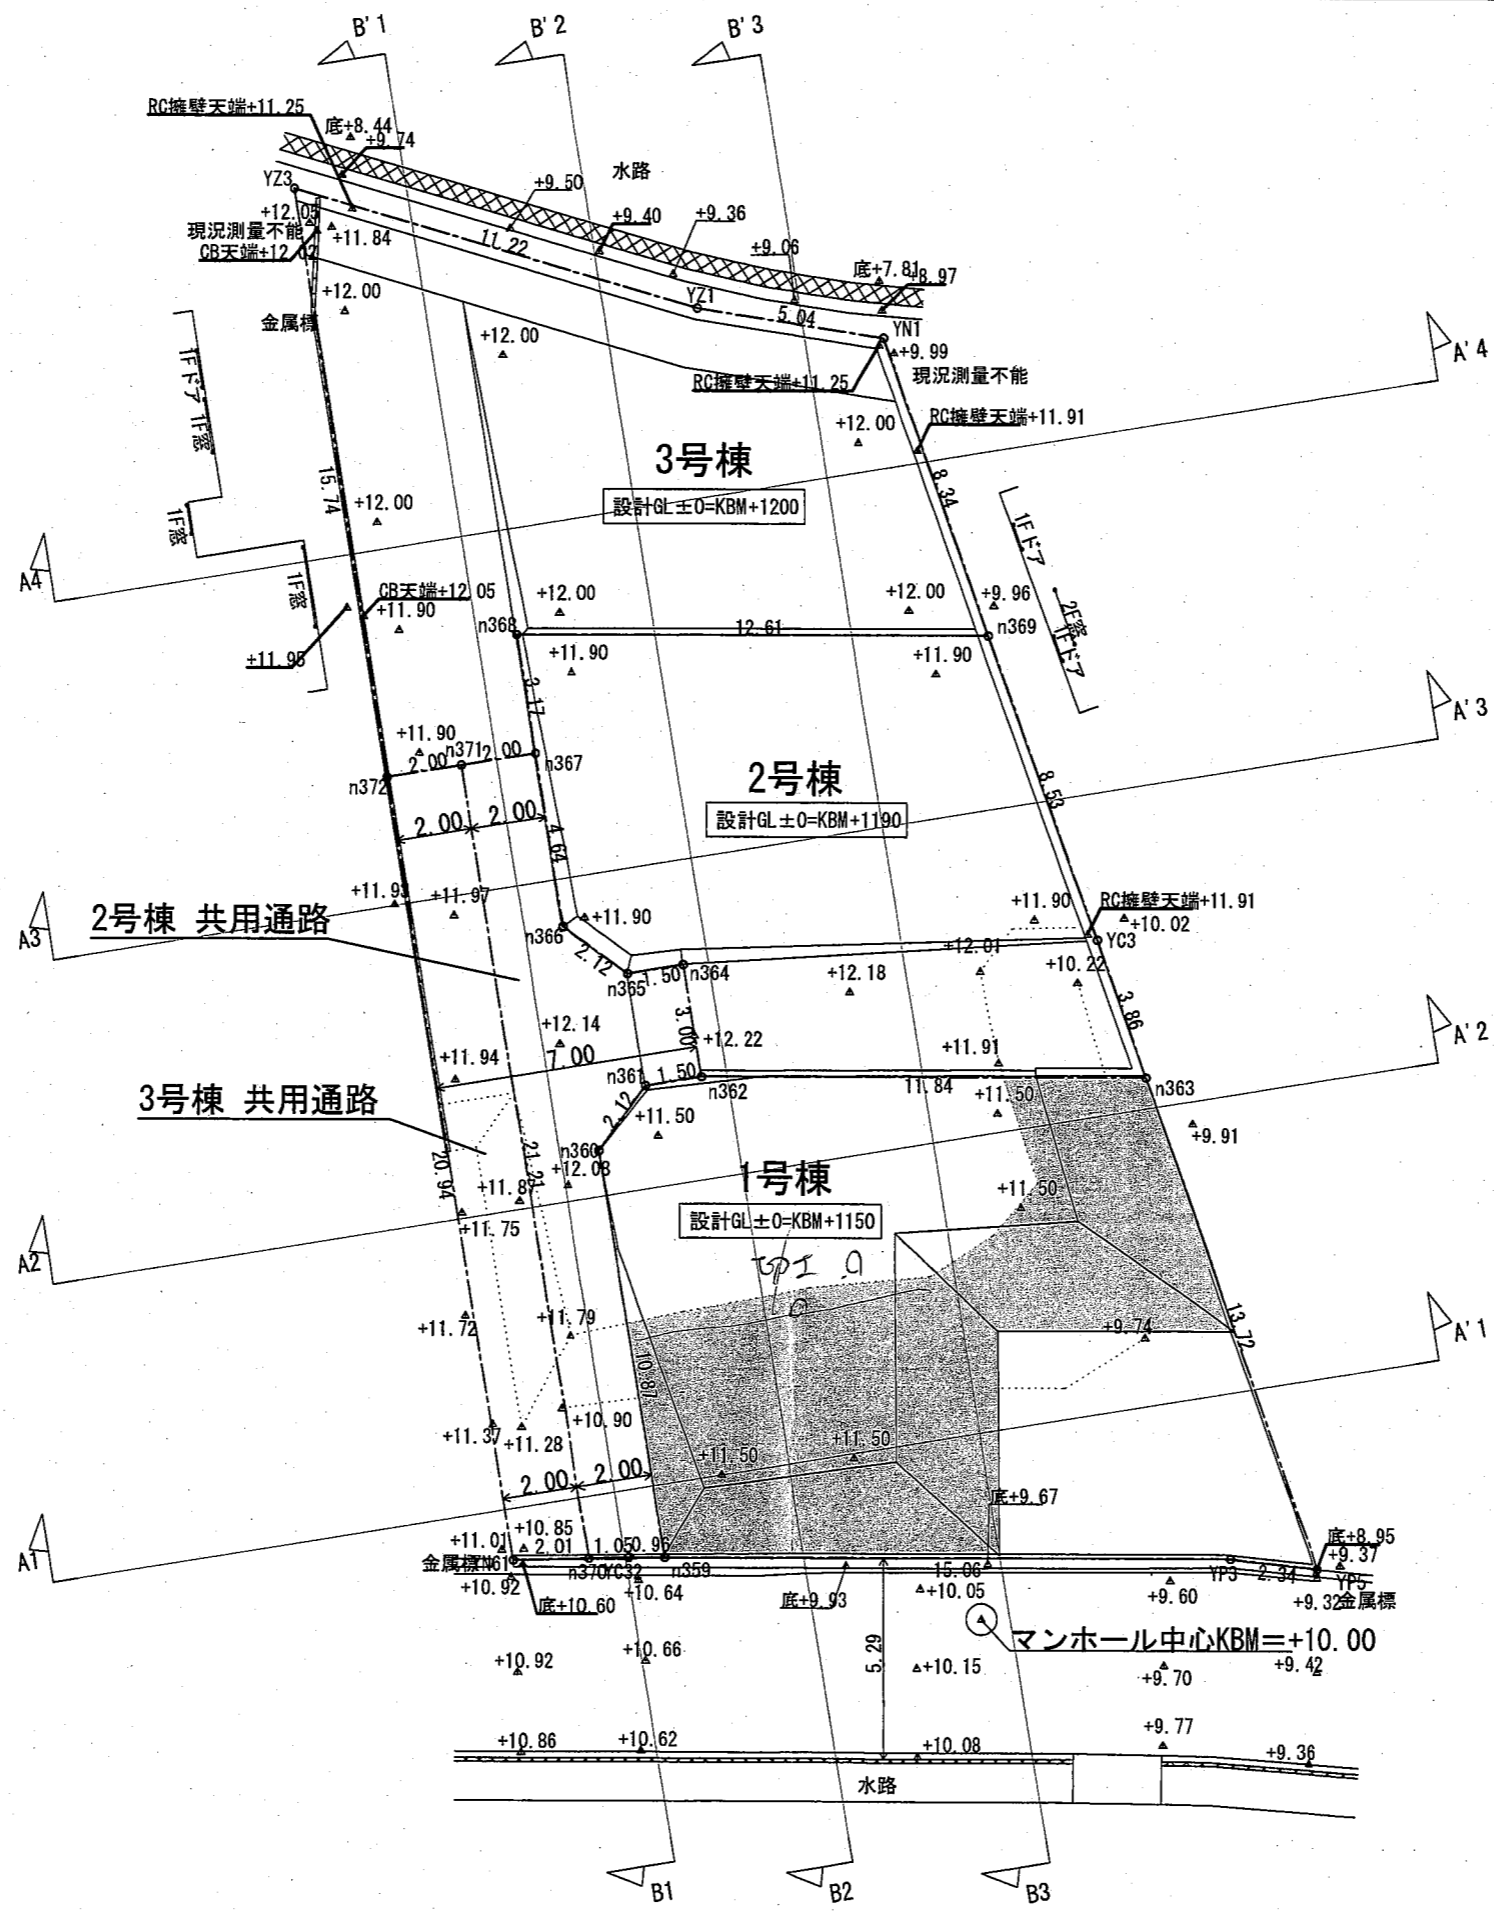 B'1
B'2
B'3
RC擁壁天端+11.25
底+8.44
+9.74
YZ3
+9.50
水路
+12.05
現況測量不能
+11.84
CB天端+12.02
11.22
+9.40
+9.36
+9.06
底+7.81
+8.97
+12.00
金属標
YZ1
5.04
YN1
+9.99
現況測量不能
+12.00
RC擁壁天端+11.25
A'4
1Fドア
1F窓
+12.00
RC擁壁天端+11.91
3号棟
設計GL±0=KBM+1200
15.74
8.34
+12.00
1F窓
1Fドア
A4
1F窓
CB天端+12.05
+11.90
+12.00
+12.00
+9.96
2F窓
1Fドア
n368
12.61
n369
+11.95
+11.90
+11.90
3.17
A'3
+11.90
n371
2.00
2.00
n367
n372
2号棟
設計GL±0=KBM+1190
8.53
2.00
2.00
4.64
+11.93
+11.97
2号棟 共用通路
A3
+11.90
n366
2.12
+11.90
RC擁壁天端+11.91
+10.02
YC3
+12.01
n365
1.50
n364
+12.18
+10.22
3.86
3.00
+12.14
+12.22
A'2
7.00
+11.94
+11.91
n361
1.50
n362
11.84
n363
3号棟 共用通路
2.12
+11.50
+11.50
+9.91
n360
20.94
21.21
+12.08
1号棟
設計GL±0=KBM+1150
+11.87
+11.75
+11.50
A2
+11.72
+11.79
+9.74
13.72
A'1
10.87
+10.90
+11.37
+11.28
+11.50
+11.50
2.00
2.00
底+9.67
A1
+11.01
+10.85
2.01
1.05
0.96
底+8.95
+9.37
金属標
YN61
n370
YC32
n359
15.06
YP3
2.34
YP5
+10.92
底+10.60
+10.64
底+9.93
+10.05
+9.60
+9.32
金属標
マンホール中心KBM=+10.00
5.29
+10.92
+10.66
+10.15
+9.70
+9.42
+10.86
+10.62
+10.08
+9.77
+9.36
水路
B1
B2
B3